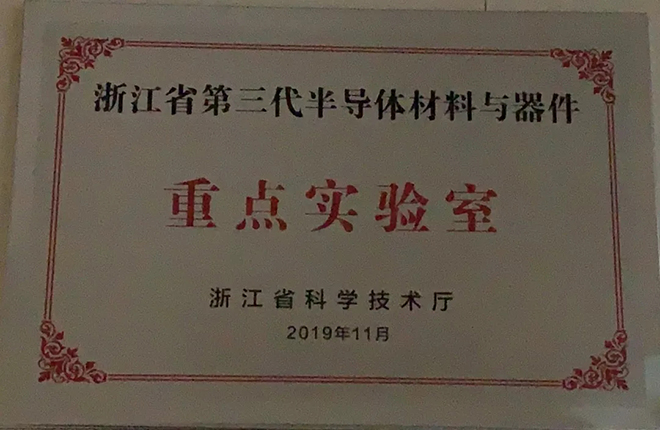 浙江省第三代半导体材料与器件
重点实验室
浙江省科学技术厅
2019年11月